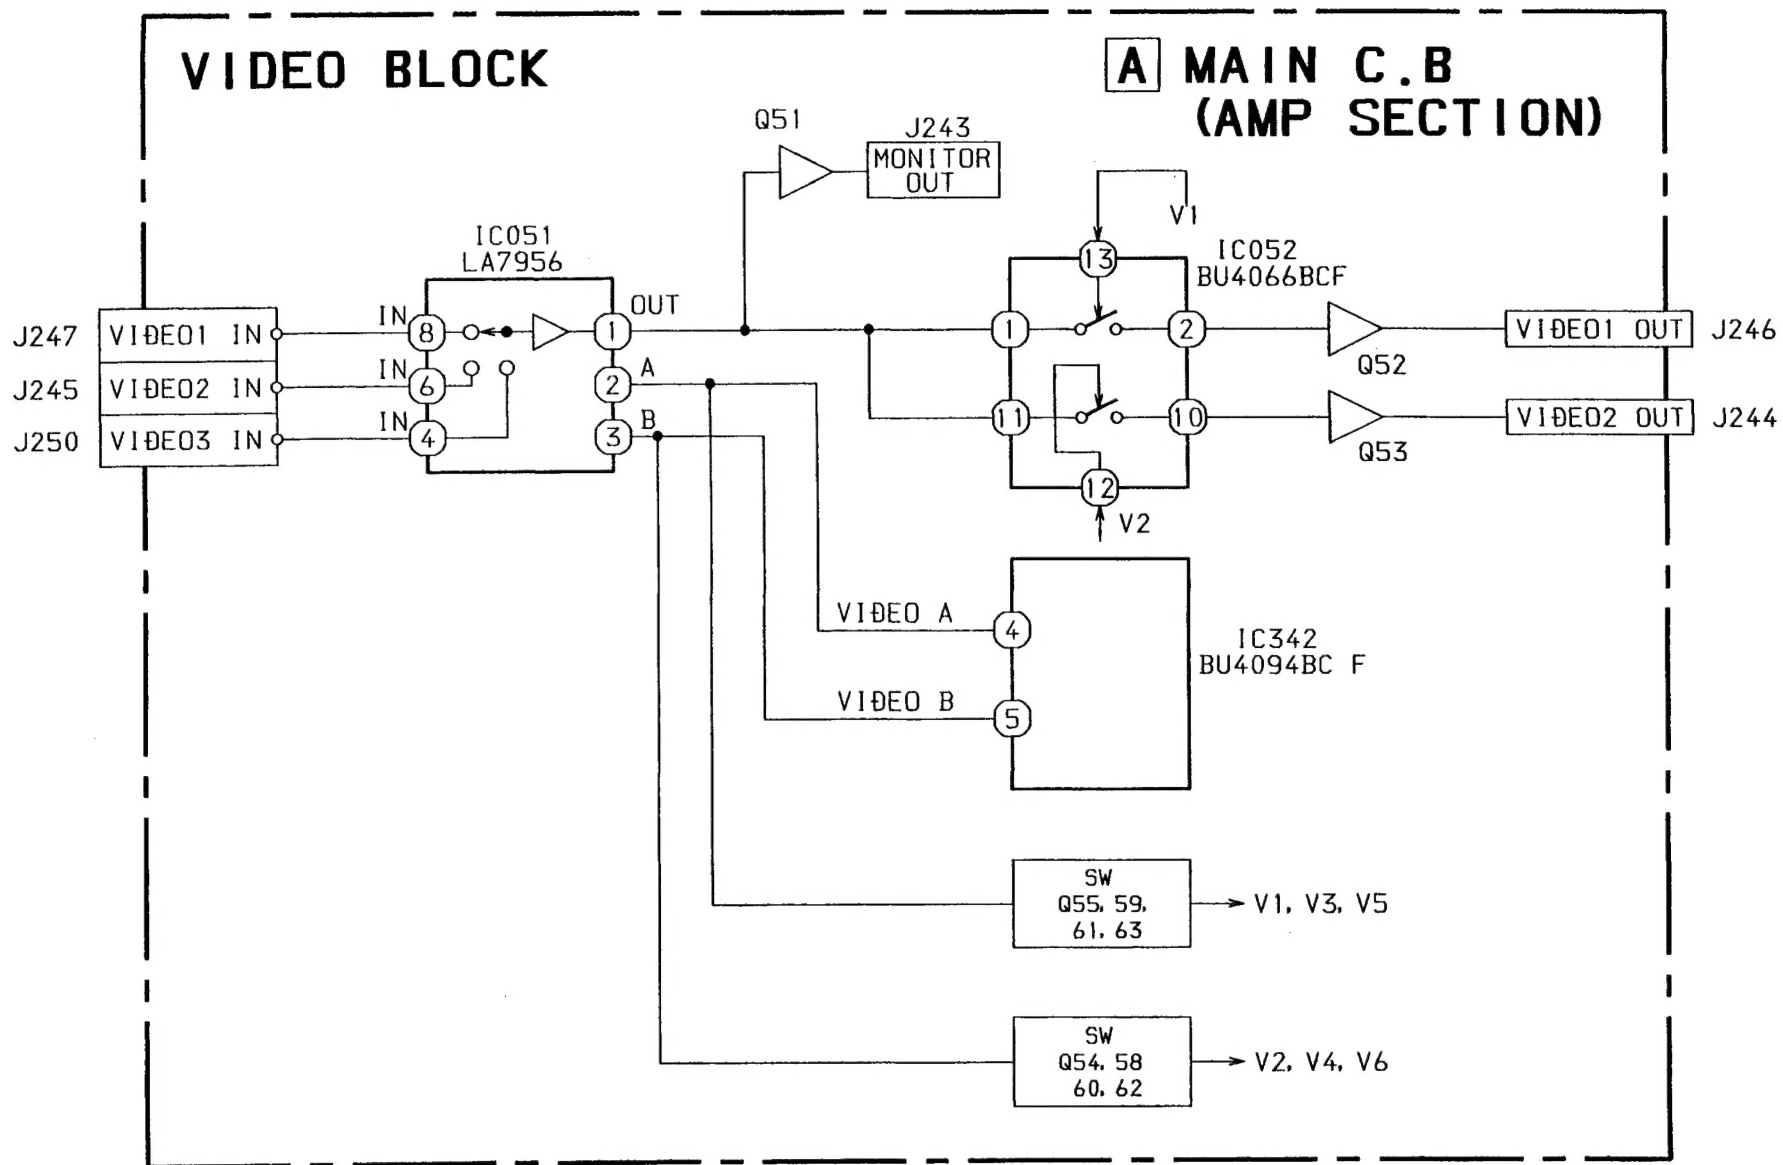 VIDEO BLOCK
A MAIN C.B
(AMP SECTION)
Q51
J243
MONITOR
OUT
V1
IC051
LA7956
13
IC052
BU4066BCF
J247
VIDEO1 IN
IN
8
1
OUT
1
2
Q52
VIDEO1 OUT
J246
J245
VIDEO2 IN
IN
6
2
A
J250
VIDEO3 IN
IN
4
3
B
11
10
Q53
VIDEO2 OUT
J244
12
V2
VIDEO A
4
IC342
BU4094BC F
VIDEO B
5
SW
Q55, 59,
61, 63
V1, V3, V5
SW
Q54, 58
60, 62
V2, V4, V6